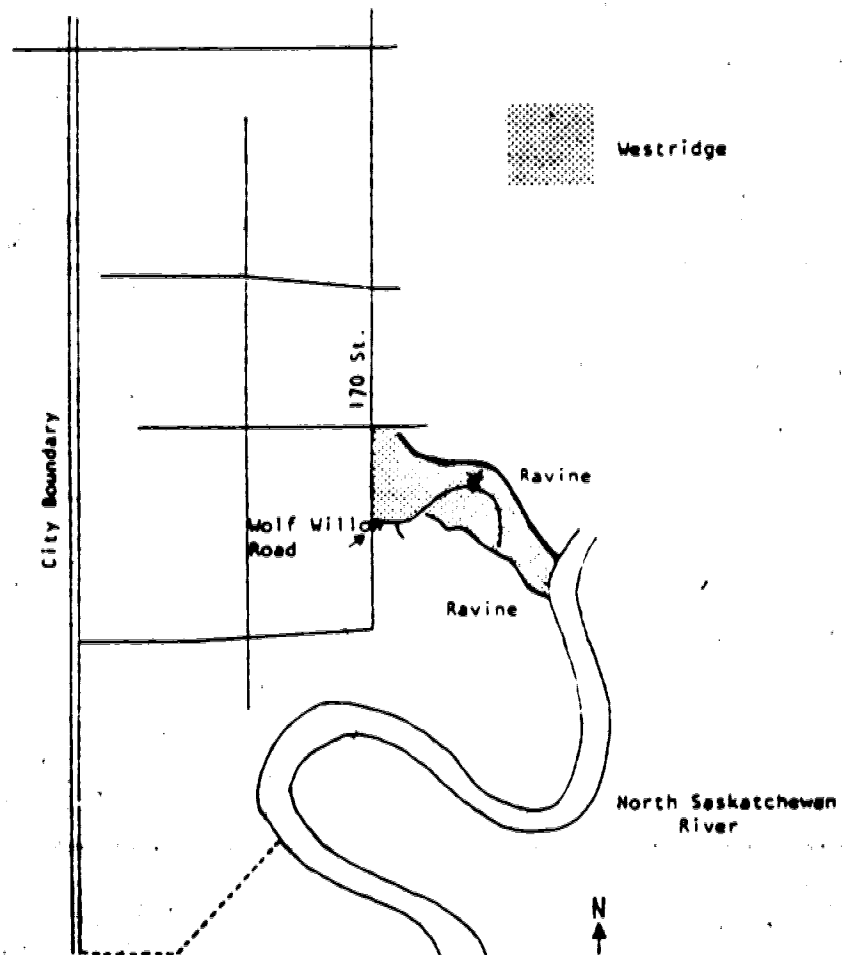 Westridge
170 St.
City Boundary
Ravine
Wolf Willow
Road
Ravine
North Saskatchewan
River
N